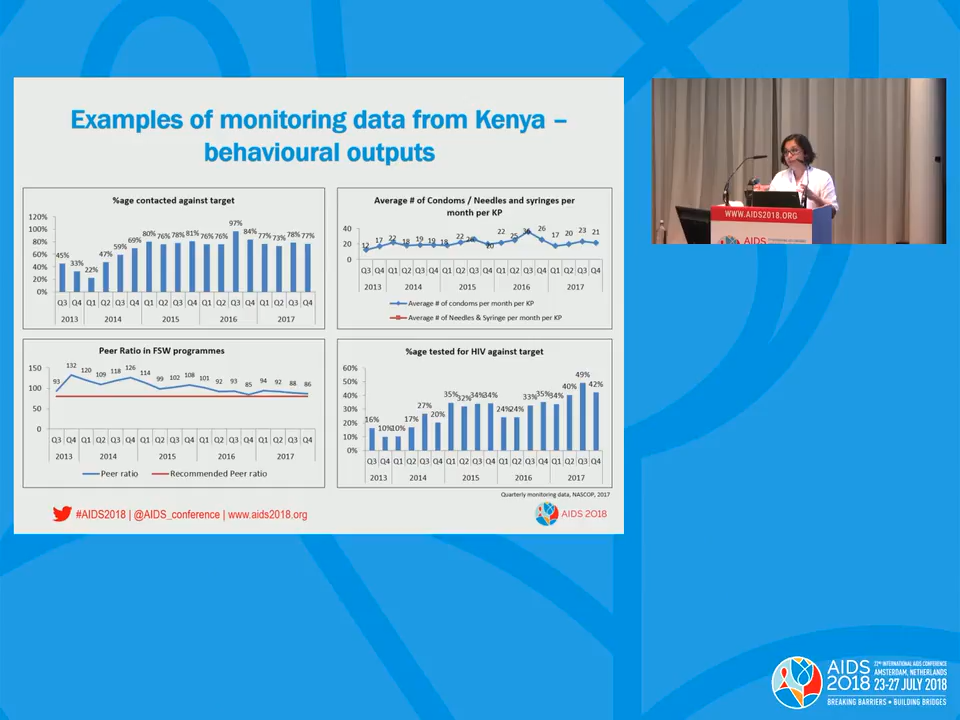 Examples of monitoring data from Kenya –
behavioural outputs
%age contacted against target
120%
100%
80%
60%
40%
20%
0%
45%
33%
22%
47%
59%
69%
80%
76%
78%
81%
76%
76%
97%
84%
77%
73%
78%
77%
Q3 Q4 Q1 Q2 Q3 Q4 Q1 Q2 Q3 Q4 Q1 Q2 Q3 Q4 Q1 Q2 Q3 Q4
2013 2014 2015 2016 2017
Average # of Condoms / Needles and syringes per
month per KP
40
20
0
12 17 22 18 19 19 18 22 20 22 25 36 26 17 20 23 21
Q3 Q4 Q1 Q2 Q3 Q4 Q1 Q2 Q3 Q4 Q1 Q2 Q3 Q4 Q1 Q2 Q3 Q4
2013 2014 2015 2016 2017
Average # of condoms per month per KP
Average # of Needles & Syringe per month per KP
Peer Ratio in FSW programmes
150
100
50
0
93 132 120 109 118 126 114 99 102 108 101 92 93 85 94 92 88 86
Q3 Q4 Q1 Q2 Q3 Q4 Q1 Q2 Q3 Q4 Q1 Q2 Q3 Q4 Q1 Q2 Q3 Q4
2013 2014 2015 2016 2017
Peer ratio Recommended Peer ratio
%age tested for HIV against target
60%
50%
40%
30%
20%
10%
0%
16% 10% 10% 17% 27% 20% 35% 32% 34% 34% 24% 24% 33% 35% 34% 40% 49% 42%
Q3 Q4 Q1 Q2 Q3 Q4 Q1 Q2 Q3 Q4 Q1 Q2 Q3 Q4 Q1 Q2 Q3 Q4
2013 2014 2015 2016 2017
Quarterly monitoring data, NASCOP, 2017
#AIDS2018 | @AIDS_conference | www.aids2018.org
AIDS 2018
WWW.AIDS2018.ORG
AIDS
AIDS
2018
22ND INTERNATIONAL AIDS CONFERENCE
AMSTERDAM, NETHERLANDS
23-27 JULY 2018
BREAKING BARRIERS • BUILDING BRIDGES